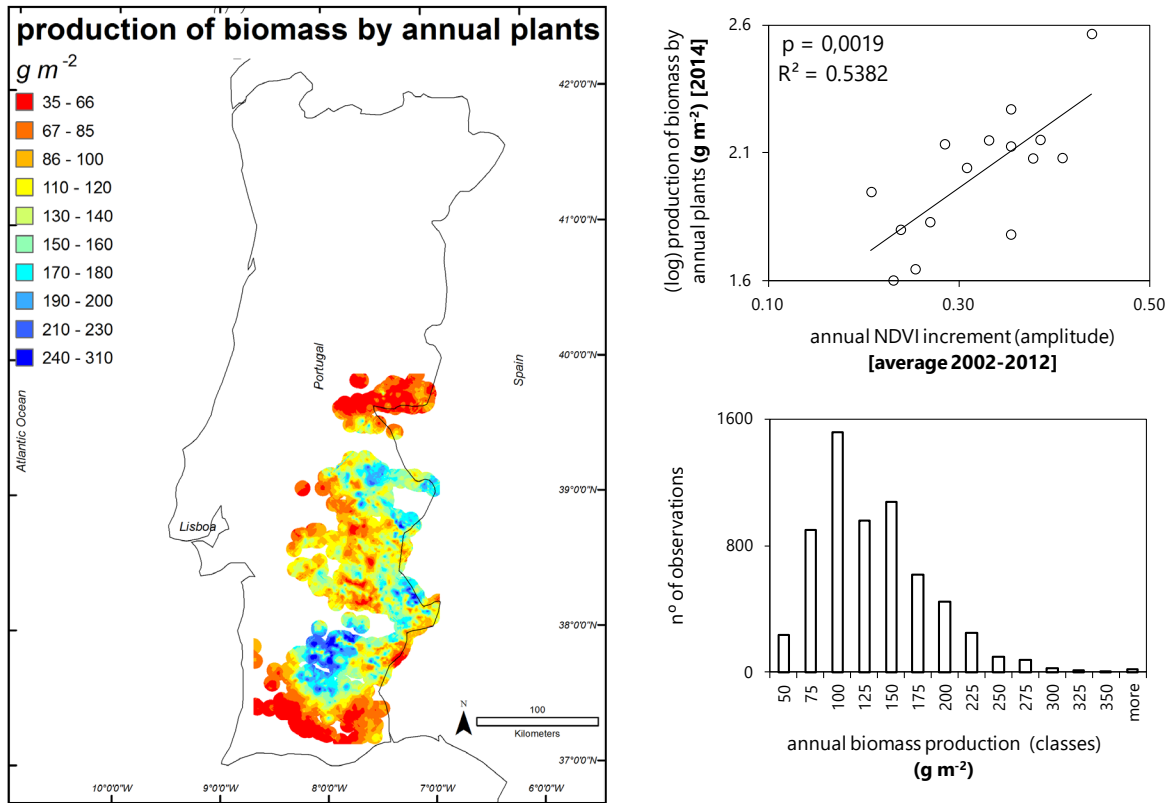 production of biomass by annual plants
g m⁻²
35 - 66
67 - 85
86 - 100
110 - 120
130 - 140
150 - 160
170 - 180
190 - 200
210 - 230
240 - 310
42°0'0"N
41°0'0"N
40°0'0"N
39°0'0"N
38°0'0"N
37°0'0"N
Atlantic Ocean
Portugal
Spain
Lisboa
N
100
Kilometers
10°0'0"W
9°0'0"W
8°0'0"W
7°0'0"W
6°0'0"W
(log) production of biomass by
annual plants (g m⁻²) [2014]
2.6
2.1
1.6
p = 0,0019
R² = 0.5382
0.10
0.30
0.50
annual NDVI increment (amplitude)
[average 2002-2012]
nº of observations
1600
800
0
50
75
100
125
150
175
200
225
250
275
300
325
350
more
annual biomass production (classes)
(g m⁻²)